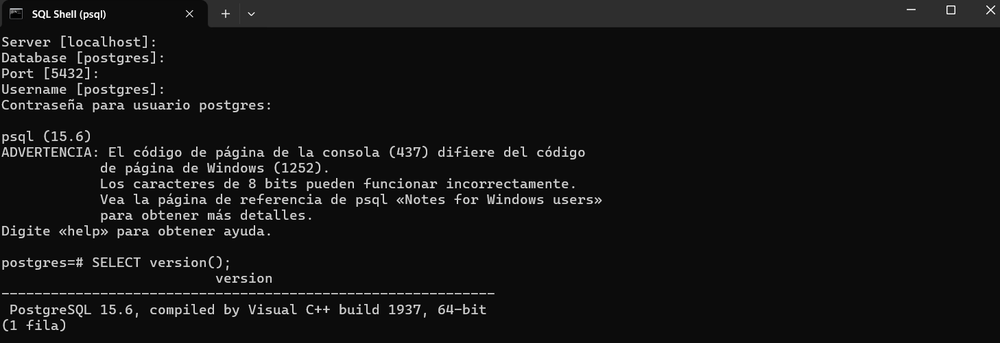 SQL Shell (psql)
Server [localhost]:
Database [postgres]:
Port [5432]:
Username [postgres]:
Contraseña para usuario postgres:
psql (15.6)
ADVERTENCIA: El código de página de la consola (437) difiere del código
de página de Windows (1252).
Los caracteres de 8 bits pueden funcionar incorrectamente.
Vea la página de referencia de psql «Notes for Windows users»
para obtener más detalles.
Digite «help» para obtener ayuda.
postgres=# SELECT version();
version
------------------------------------------------------------
PostgreSQL 15.6, compiled by Visual C++ build 1937, 64-bit
(1 fila)